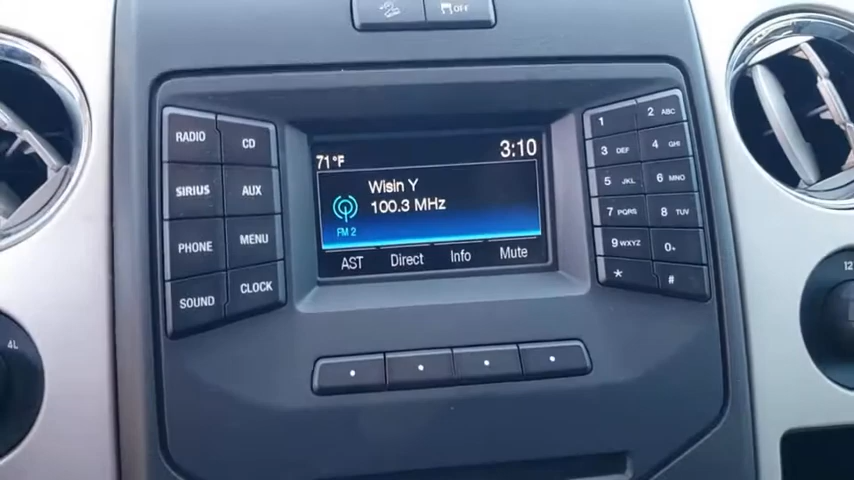 OFF
RADIO CD
SIRIUS AUX
PHONE MENU
SOUND CLOCK
71°F 3:10
Wisin Y
100.3 MHz
FM 2
AST Direct Info Mute
1 2 ABC
3 DEF 4 GHI
5 JKL 6 MNO
7 PQRS 8 TUV
9 WXYZ 0 +
* #
4L
12